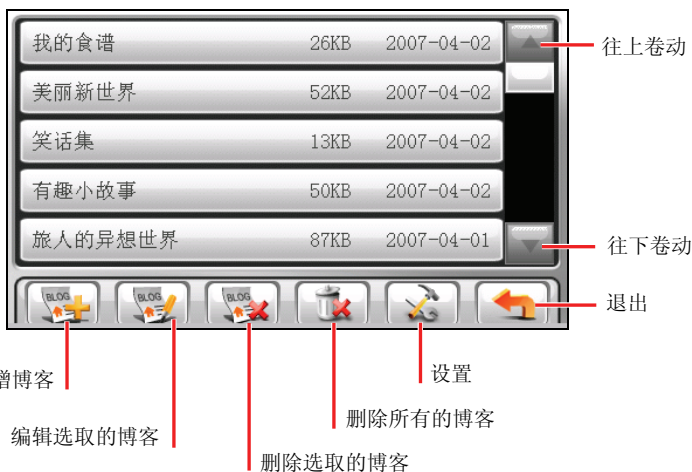 我的食谱 26KB 2007-04-02
往上卷动
美丽新世界 52KB 2007-04-02
笑话集 13KB 2007-04-02
有趣小故事 50KB 2007-04-02
旅人的异想世界 87KB 2007-04-01
往下卷动
BLOG BLOG BLOG
退出
增博客
设置
编辑选取的博客
删除所有的博客
删除选取的博客